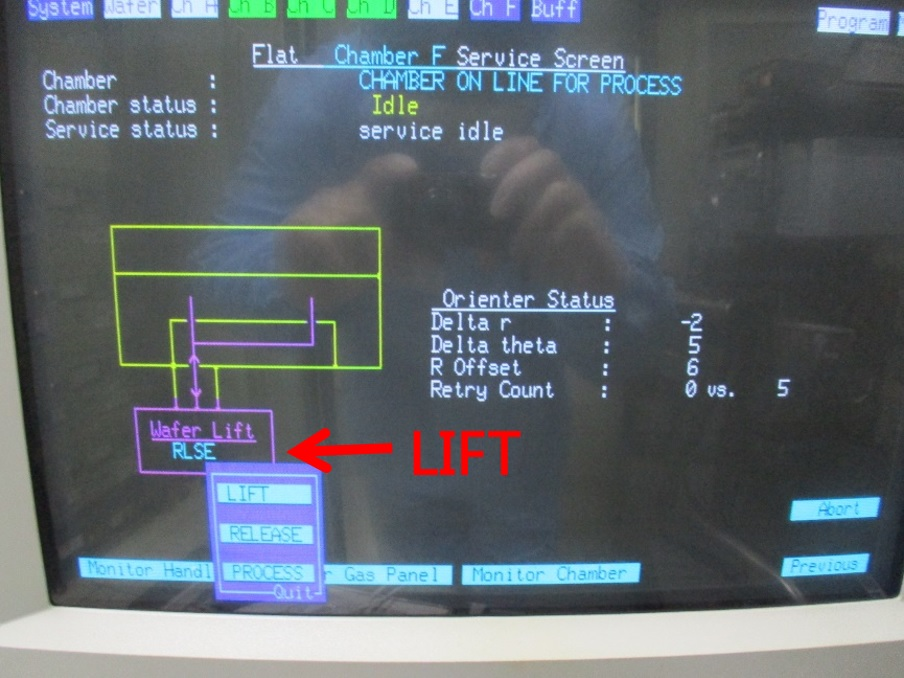 System Wafer Ch A Ch B Ch C Ch D Ch E Ch F Buff
Program
Flat Chamber F Service Screen
Chamber : CHAMBER ON LINE FOR PROCESS
Chamber status : Idle
Service status : service idle
Orienter Status
Delta r : -2
Delta theta : 5
R Offset : 6
Retry Count : 0 vs. 5
Wafer Lift
RLSE
LIFT
LIFT
RELEASE
PROCESS
Quit
Abort
Monitor Handl r Gas Panel Monitor Chamber
Previous